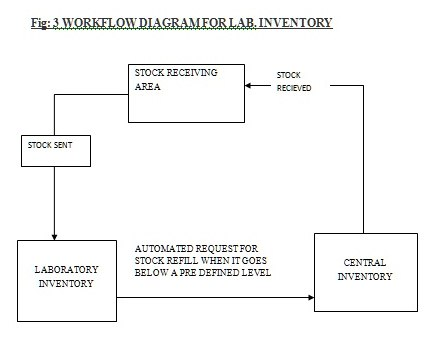 Fig: 3 WORKFLOW DIAGRAM FOR LAB. INVENTORY
STOCK RECEIVING
AREA
STOCK
RECIEVED
STOCK SENT
AUTOMATED REQUEST FOR
STOCK REFILL WHEN IT GOES
BELOW A PRE DEFINED LEVEL
LABORATORY
INVENTORY
CENTRAL
INVENTORY